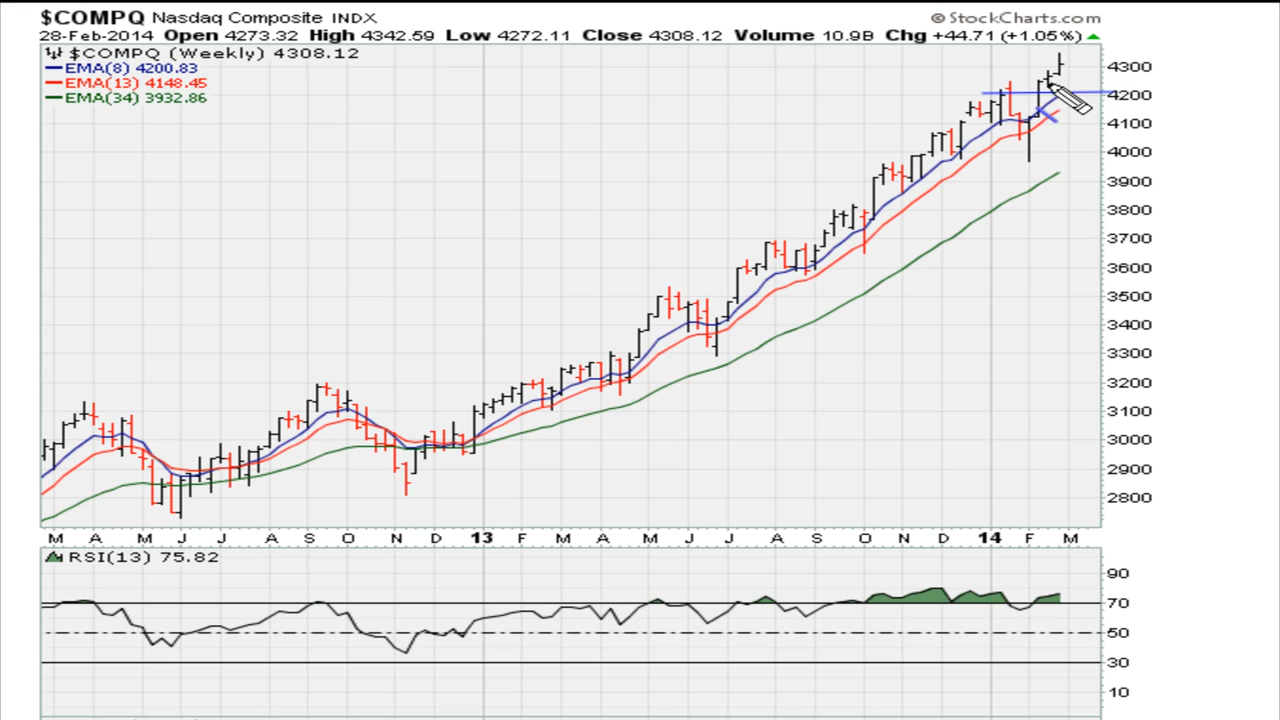 $COMPQ Nasdaq Composite INDX © StockCharts.com
28-Feb-2014 Open 4273.32 High 4342.59 Low 4272.11 Close 4308.12 Volume 10.9B Chg +44.71 (+1.05%)
$COMPQ (Weekly) 4308.12
EMA(8) 4200.83
EMA(13) 4148.45
EMA(34) 3932.86
4300
4200
4100
4000
3900
3800
3700
3600
3500
3400
3300
3200
3100
3000
2900
2800
M A M J J A S O N D 13 F M A M J J A S O N D 14 F M
RSI(13) 75.82
90
70
50
30
10